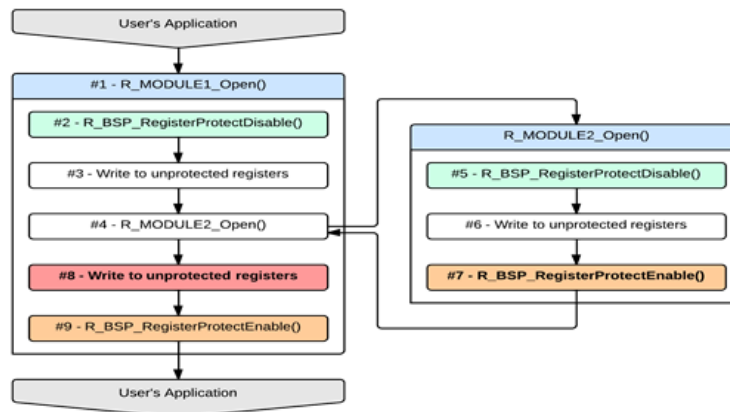 User's Application
#1 - R_MODULE1_Open()
#2 - R_BSP_RegisterProtectDisable()
#3 - Write to unprotected registers
#4 - R_MODULE2_Open()
#8 - Write to unprotected registers
#9 - R_BSP_RegisterProtectEnable()
User's Application
R_MODULE2_Open()
#5 - R_BSP_RegisterProtectDisable()
#6 - Write to unprotected registers
#7 - R_BSP_RegisterProtectEnable()